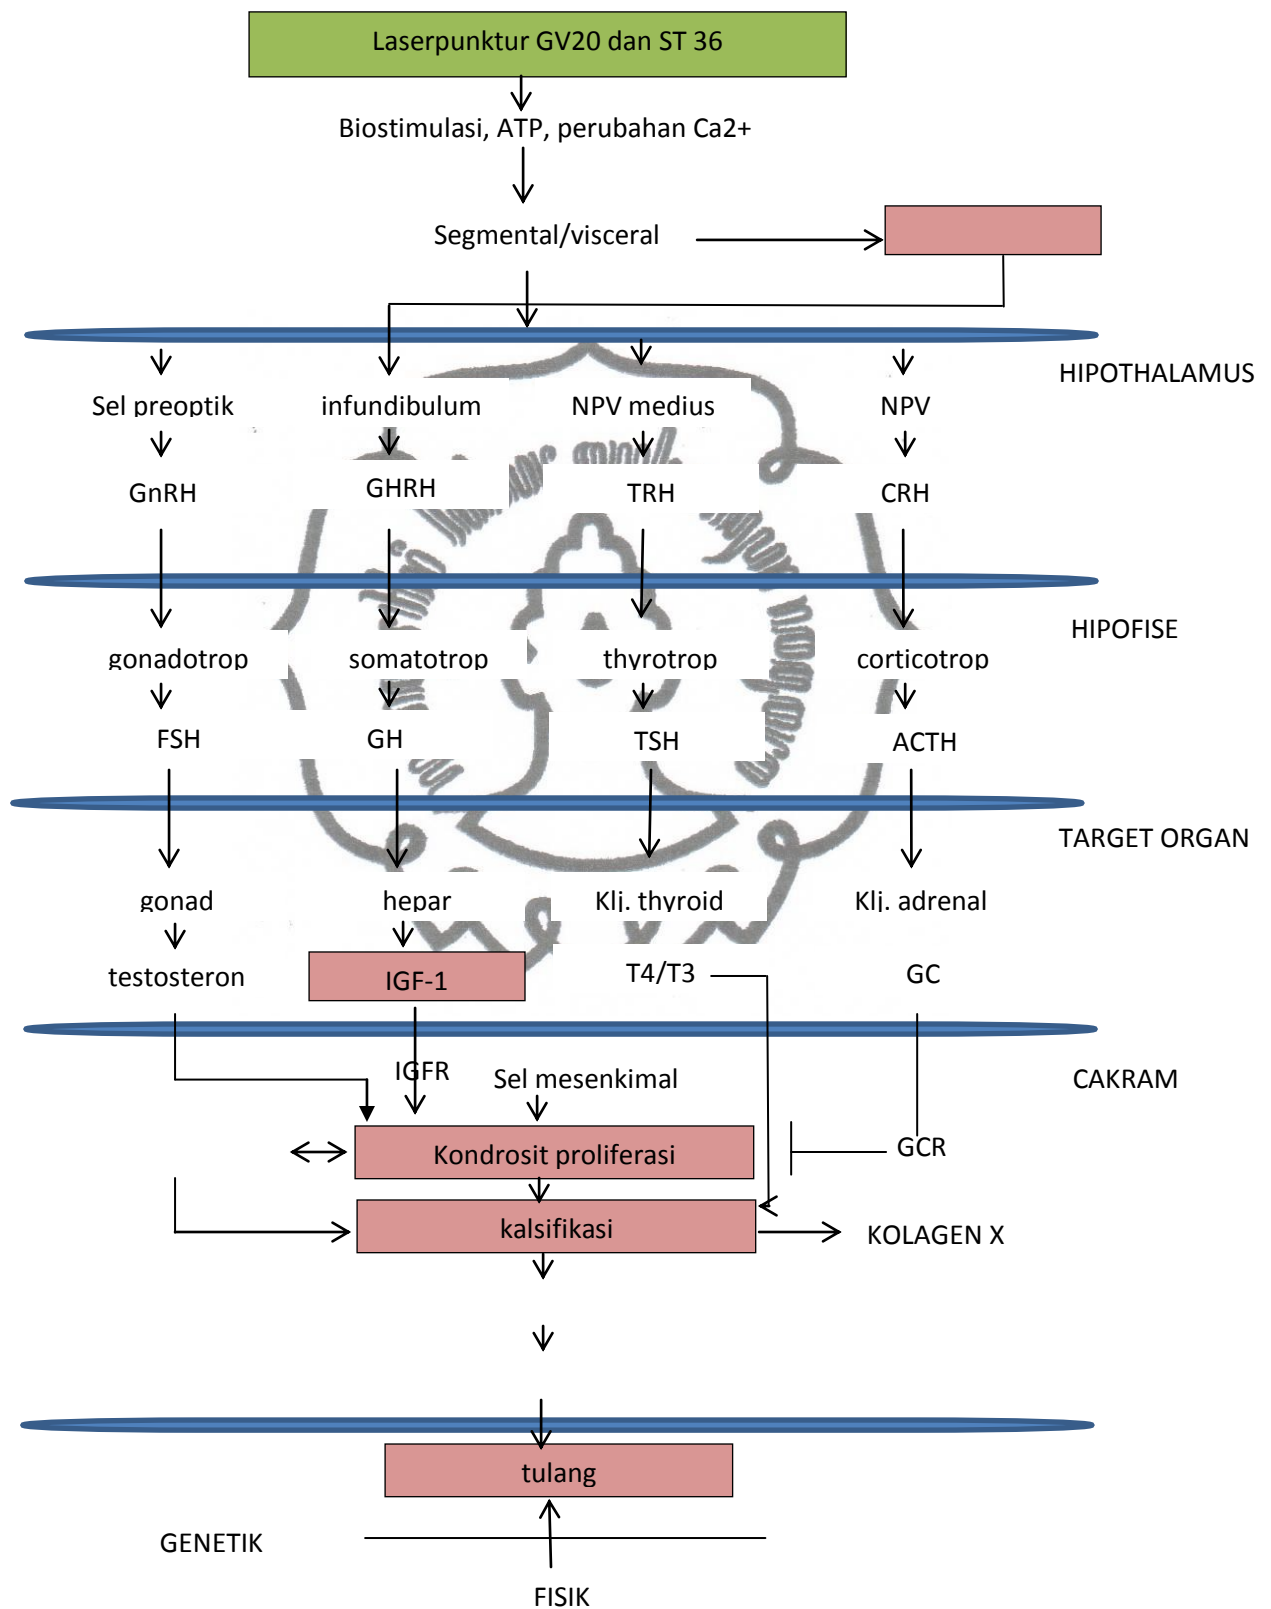 Laserpunktur GV20 dan ST 36
Biostimulasi, ATP, perubahan Ca2+
Segmental/visceral
HIPOTHALAMUS
Sel preoptik infundibulum NPV medius NPV
GnRH GHRH TRH CRH
HIPOFISE
gonadotrop somatotrop thyrotrop corticotrop
FSH GH TSH ACTH
TARGET ORGAN
gonad hepar Klj. thyroid Klj. adrenal
testosteron IGF-1 T4/T3 GC
IGFR Sel mesenkimal CAKRAM
Kondrosit proliferasi GCR
kalsifikasi KOLAGEN X
tulang
GENETIK
FISIK